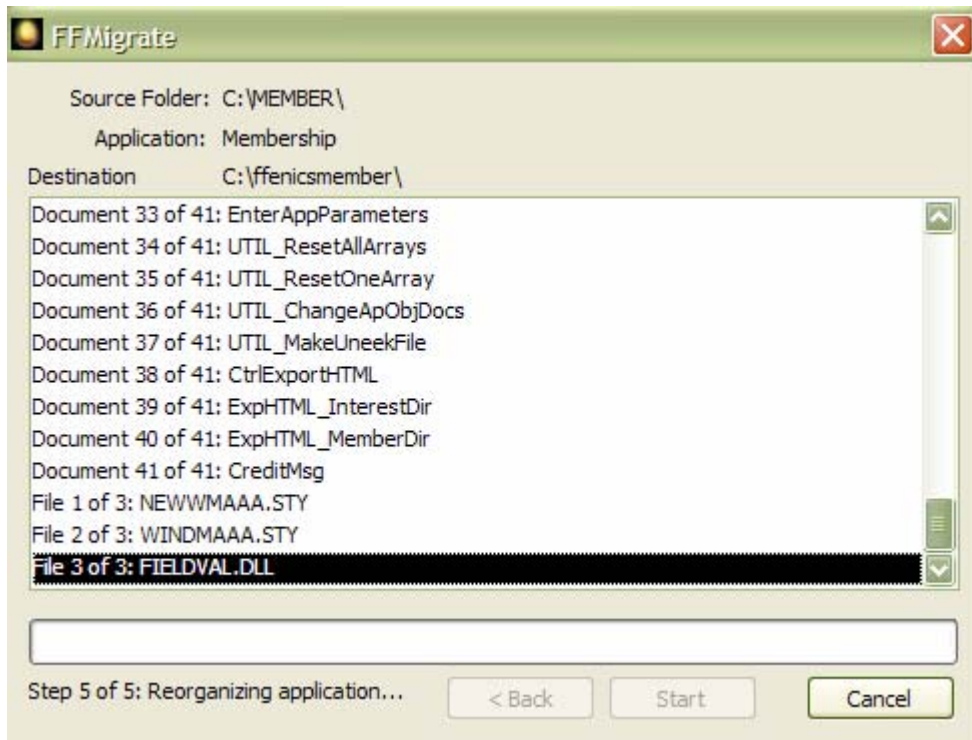 FFMigrate
Source Folder: C:\MEMBER\
Application: Membership
Destination C:\ffenicsmember\
Document 33 of 41: EnterAppParameters
Document 34 of 41: UTIL_ResetAllArrays
Document 35 of 41: UTIL_ResetOneArray
Document 36 of 41: UTIL_ChangeApObjDocs
Document 37 of 41: UTIL_MakeUneekFile
Document 38 of 41: CtrlExportHTML
Document 39 of 41: ExpHTML_InterestDir
Document 40 of 41: ExpHTML_MemberDir
Document 41 of 41: CreditMsg
File 1 of 3: NEWWMAAA.STY
File 2 of 3: WINDMAAA.STY
File 3 of 3: FIELDVAL.DLL
Step 5 of 5: Reorganizing application... < Back Start Cancel